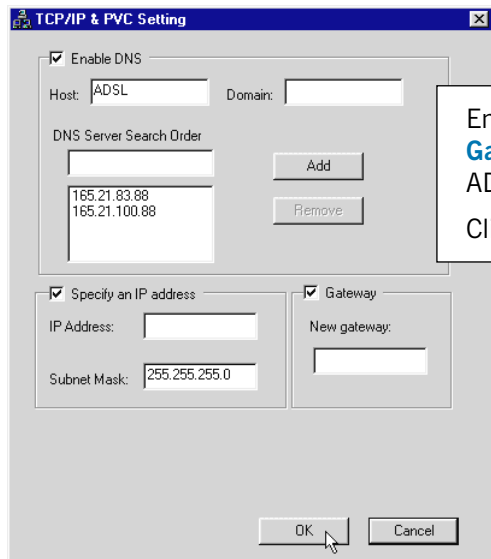 TCP/IP & PVC Setting
Enable DNS
Host: ADSL Domain:
DNS Server Search Order
Add
165.21.83.88
165.21.100.88
Remove
Specify an IP address
Gateway
IP Address:
New gateway:
Subnet Mask: 255.255.255.0
OK Cancel